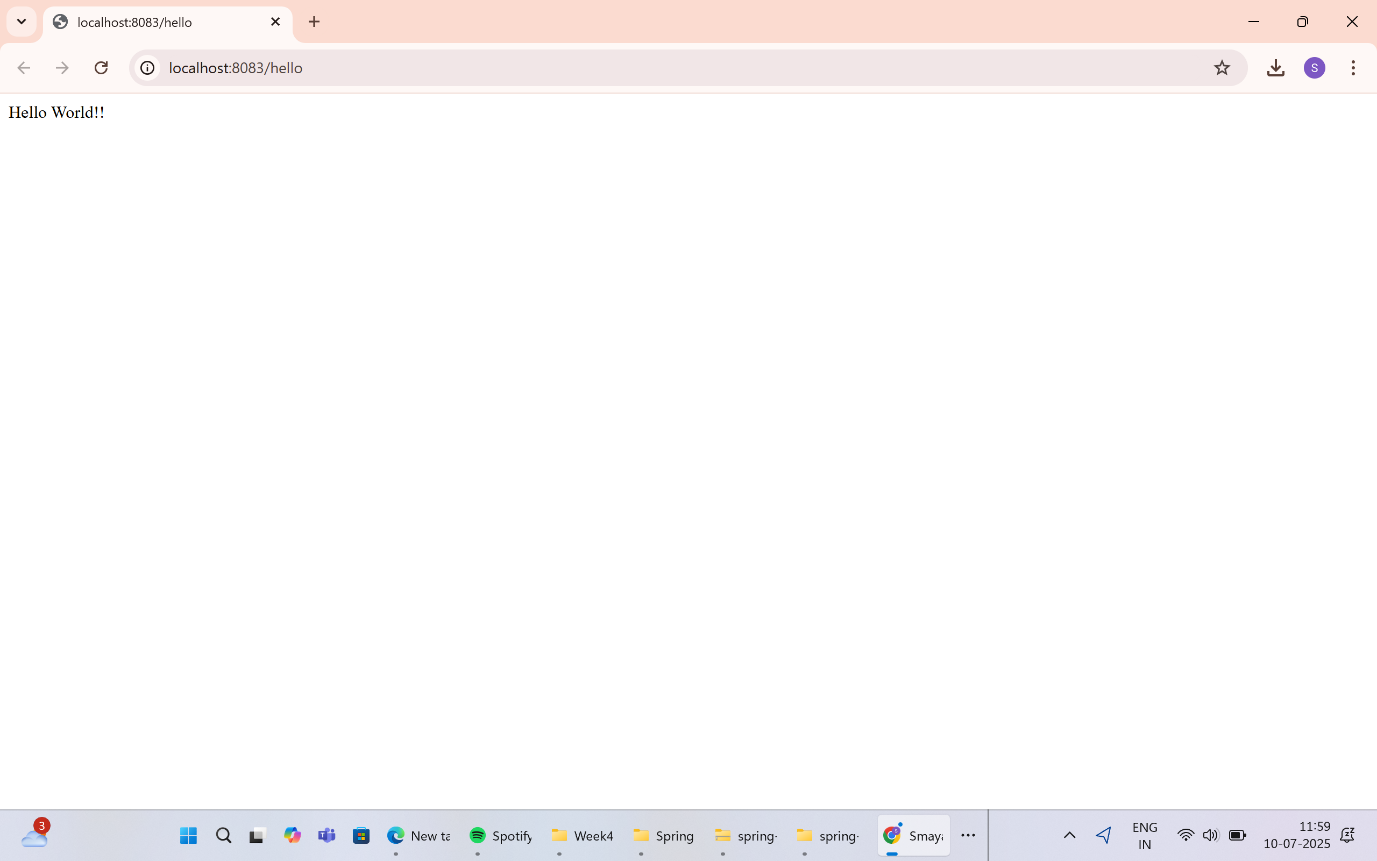 localhost:8083/hello
localhost:8083/hello
S
Hello World!!
3
New ta
Spotify
Week4
Spring
spring-
spring-
Smaya
ENG
IN
11:59
10-07-2025